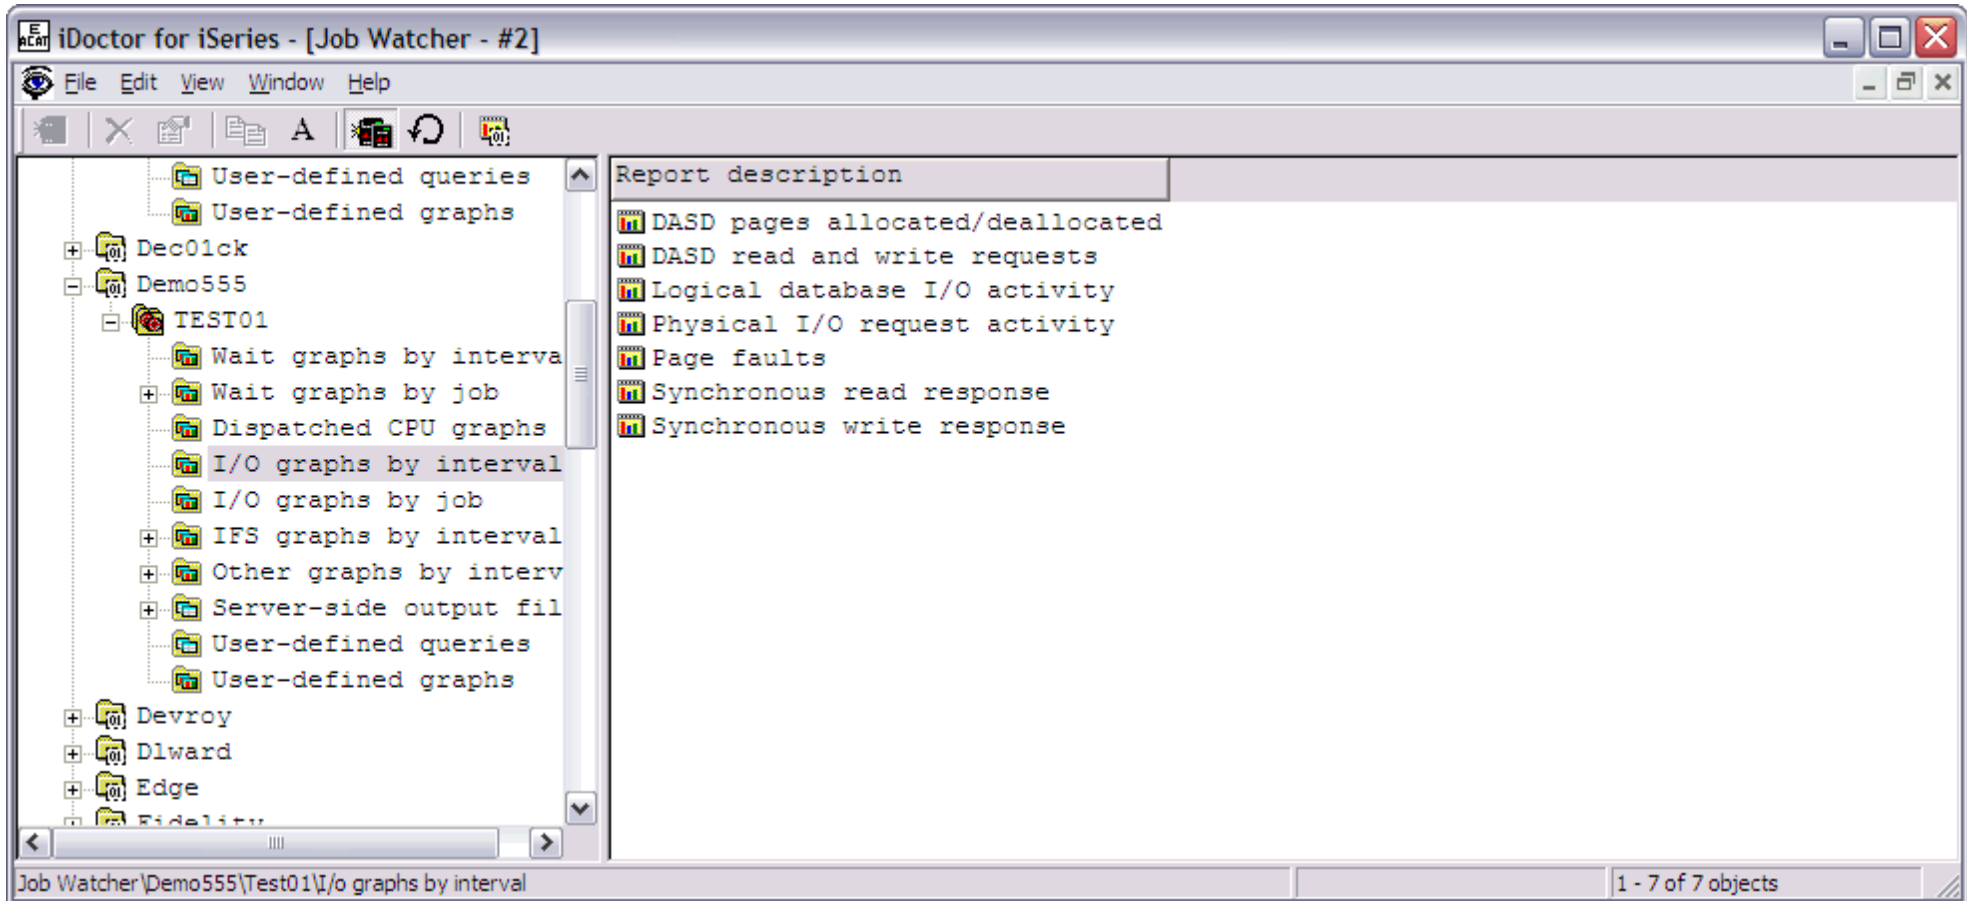 iDoctor for iSeries - [Job Watcher - #2]
File Edit View Window Help
A
User-defined queries
User-defined graphs
Dec01ck
Demo555
TEST01
Wait graphs by interva
Wait graphs by job
Dispatched CPU graphs
I/O graphs by interval
I/O graphs by job
IFS graphs by interval
Other graphs by interv
Server-side output fil
User-defined queries
User-defined graphs
Devroy
Dlward
Edge
Fidelity
Report description
DASD pages allocated/deallocated
DASD read and write requests
Logical database I/O activity
Physical I/O request activity
Page faults
Synchronous read response
Synchronous write response
Job Watcher\Demo555\Test01\I/o graphs by interval
1 - 7 of 7 objects